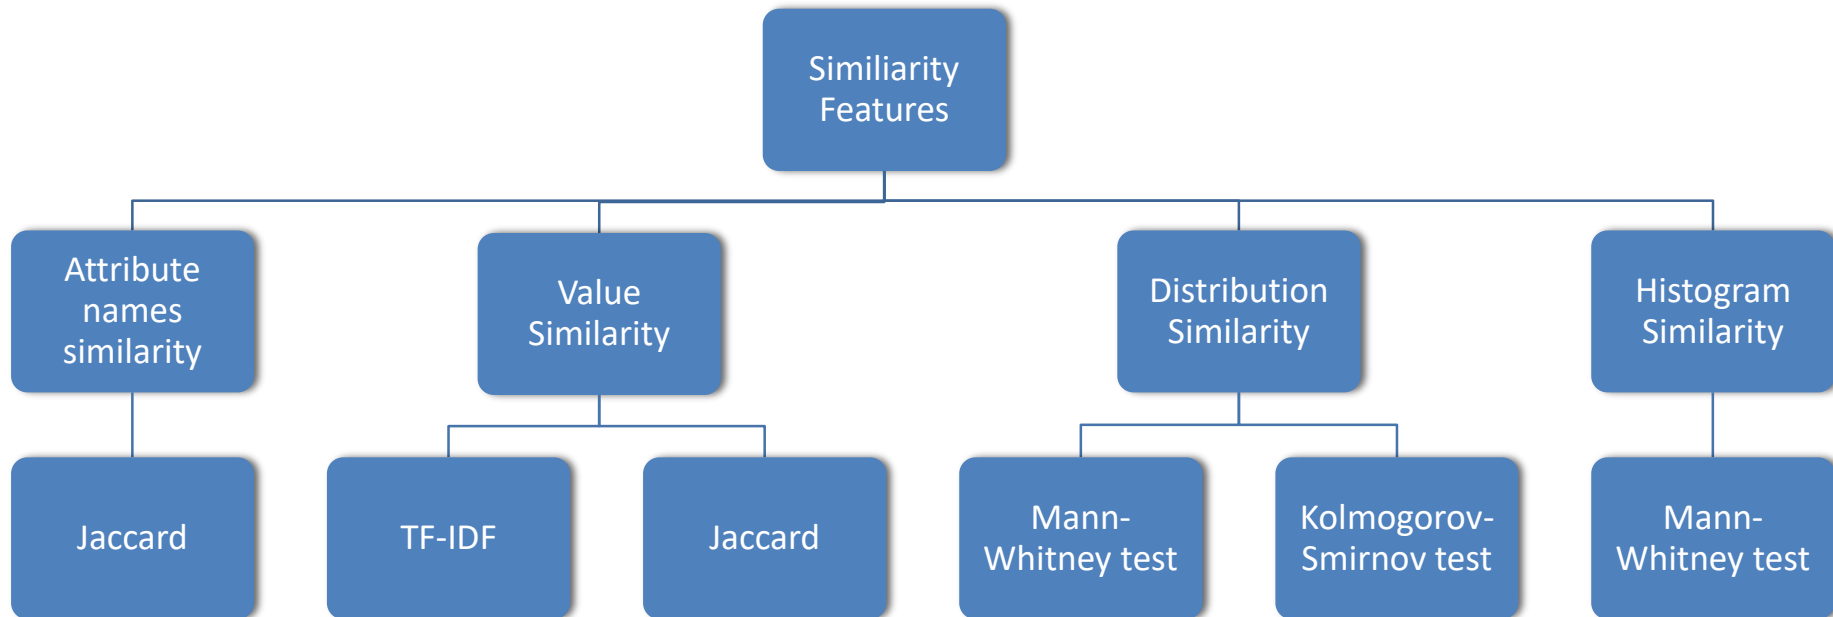 Similiarity
Features
Attribute
names
similarity
Value
Similarity
Distribution
Similarity
Histogram
Similarity
Jaccard
TF-IDF
Jaccard
Mann-
Whitney test
Kolmogorov-
Smirnov test
Mann-
Whitney test